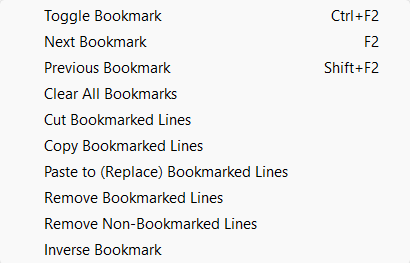 Toggle Bookmark Ctrl+F2
Next Bookmark F2
Previous Bookmark Shift+F2
Clear All Bookmarks
Cut Bookmarked Lines
Copy Bookmarked Lines
Paste to (Replace) Bookmarked Lines
Remove Bookmarked Lines
Remove Non-Bookmarked Lines
Inverse Bookmark